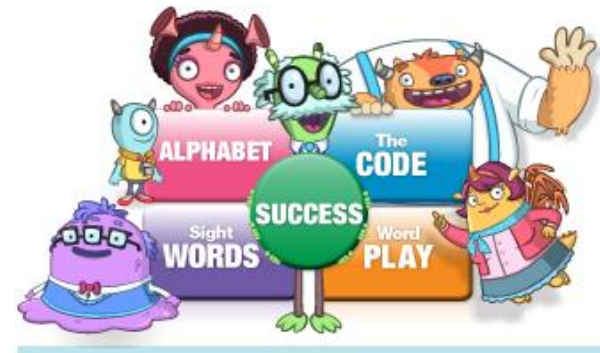 ALPHABET
The
CODE
SUCCESS
Sight
WORDS
Word
PLAY